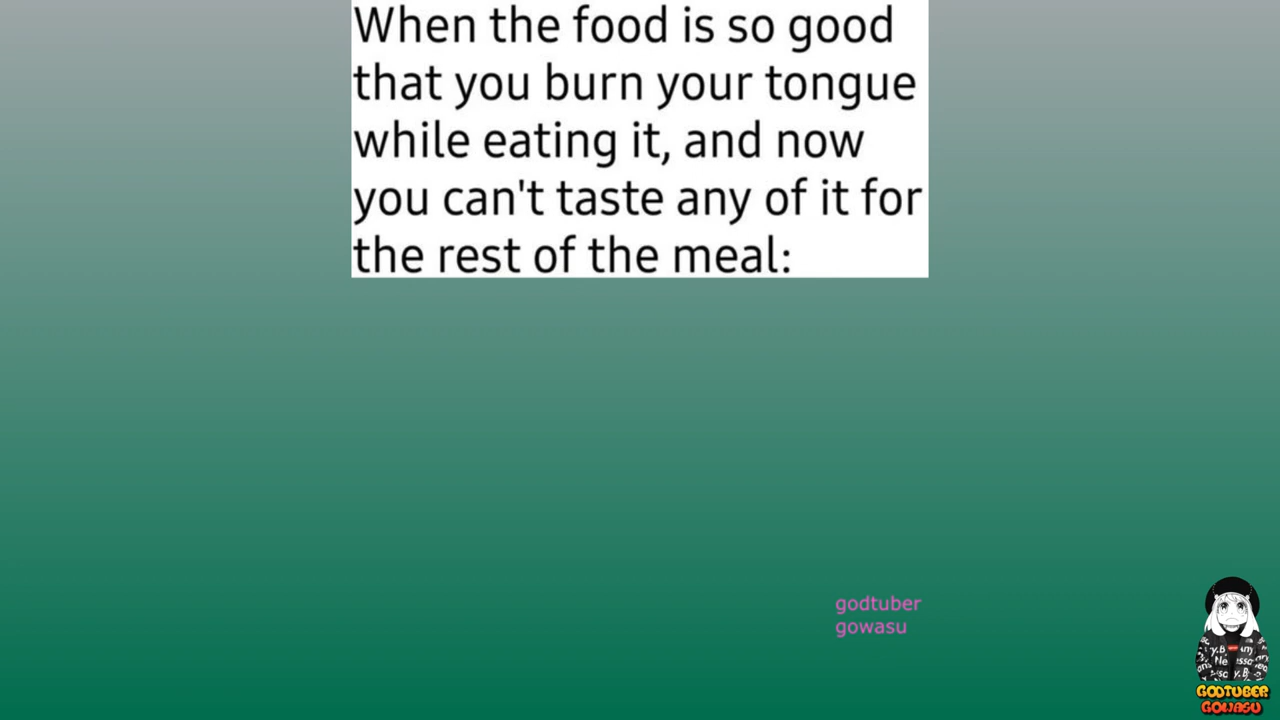 When the food is so good
that you burn your tongue
while eating it, and now
you can't taste any of it for
the rest of the meal:
godtuber
gowasu
GODTUBER
GOWASU